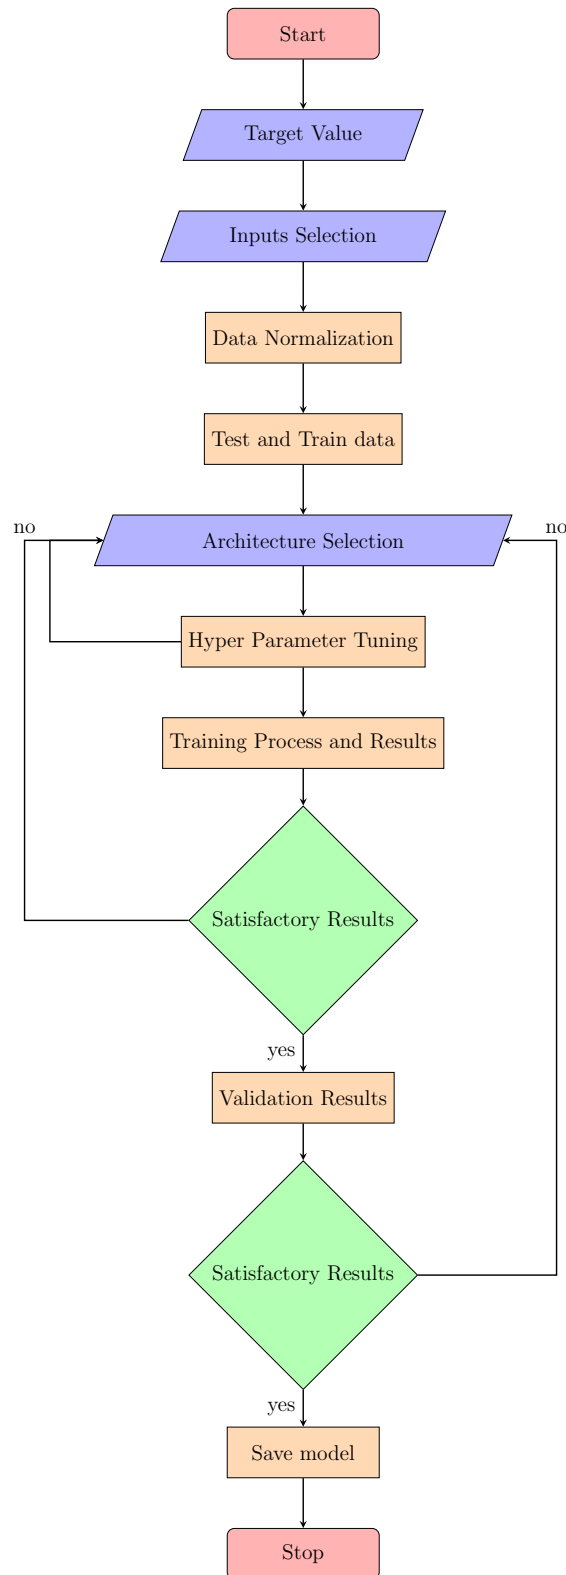 Start
Target Value
Inputs Selection
Data Normalization
Test and Train data
no
Architecture Selection
no
Hyper Parameter Tuning
Training Process and Results
Satisfactory Results
yes
Validation Results
Satisfactory Results
yes
Save model
Stop